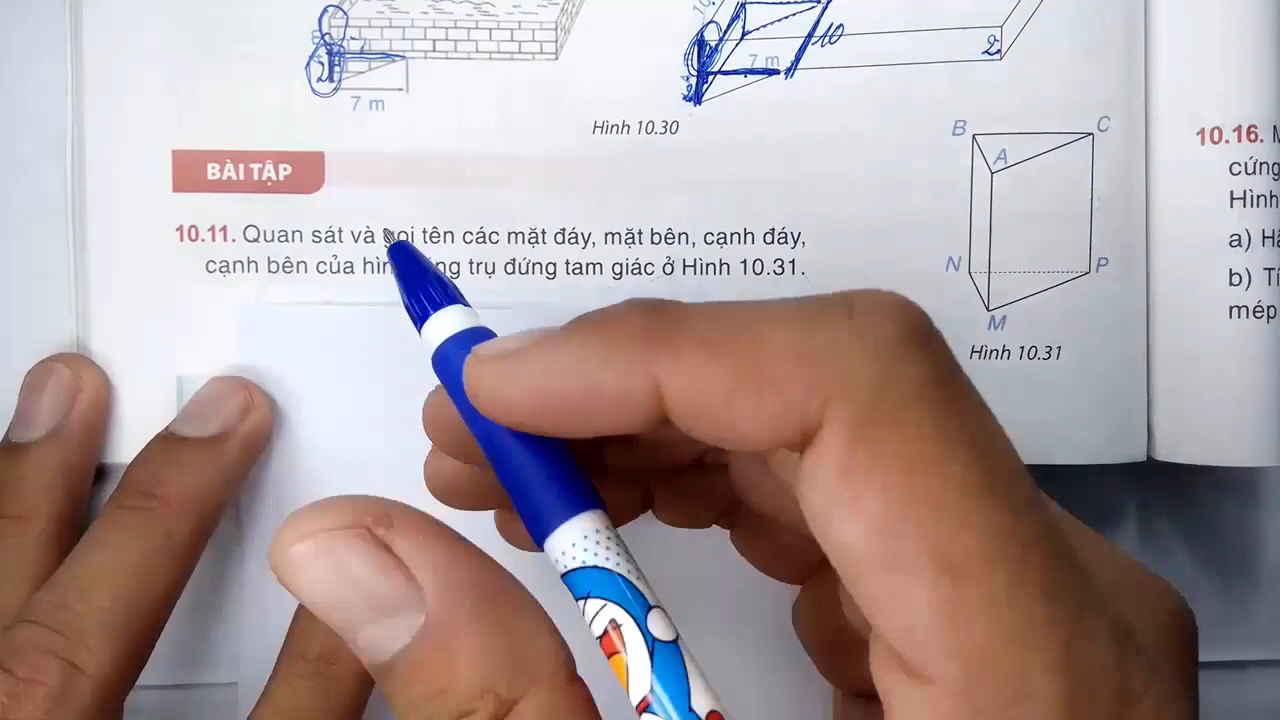 7 m
10
7 m
2
Hình 10.30
BÀI TẬP
10.11. Quan sát và gọi tên các mặt đáy, mặt bên, cạnh đáy,
cạnh bên của trụ đứng tam giác ở Hình 10.31.
B
C
A
N
P
M
Hình 10.31
10.16.
cứng
Hình
a)
b)
mép